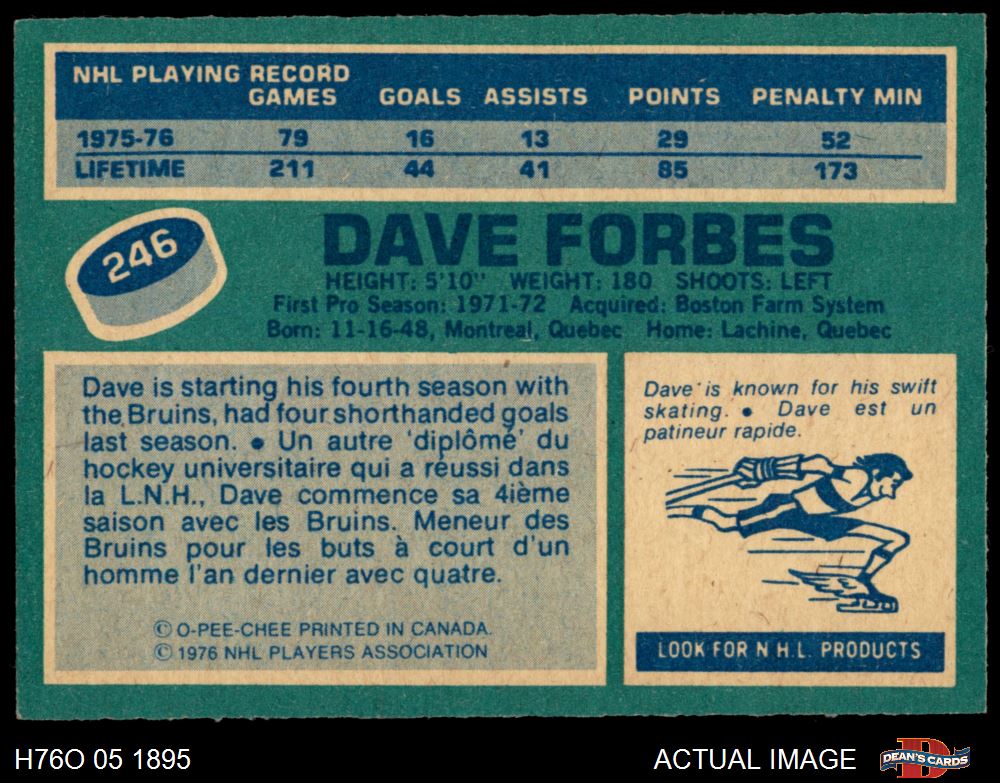 NHL PLAYING RECORD
GAMES GOALS ASSISTS POINTS PENALTY MIN
1975-76 79 16 13 29 52
LIFETIME 211 44 41 85 173
246
DAVE FORBES
HEIGHT: 5'10" WEIGHT: 180 SHOOTS: LEFT
First Pro Season: 1971-72 Acquired: Boston Farm System
Born: 11-16-48, Montreal, Quebec Home: Lachine, Quebec
Dave is starting his fourth season with
the Bruins, had four shorthanded goals
last season. • Un autre 'diplômé' du
hockey universitaire qui a réussi dans
la L.N.H., Dave commence sa 4ième
saison avec les Bruins. Meneur des
Bruins pour les buts à court d'un
homme l'an dernier avec quatre.
© O-PEE-CHEE PRINTED IN CANADA.
© 1976 NHL PLAYERS ASSOCIATION
Dave is known for his swift
skating. • Dave est un
patineur rapide.
LOOK FOR N.H.L. PRODUCTS
H76O 05 1895
ACTUAL IMAGE
D
DEAN'S CARDS